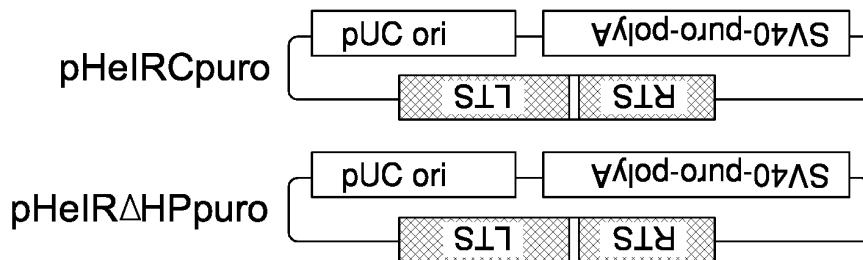 pUC ori SV40-puro-polyA
pHelRCpuro
LTS RTS
pUC ori SV40-puro-polyA
pHelRΔHPpuro
LTS RTS